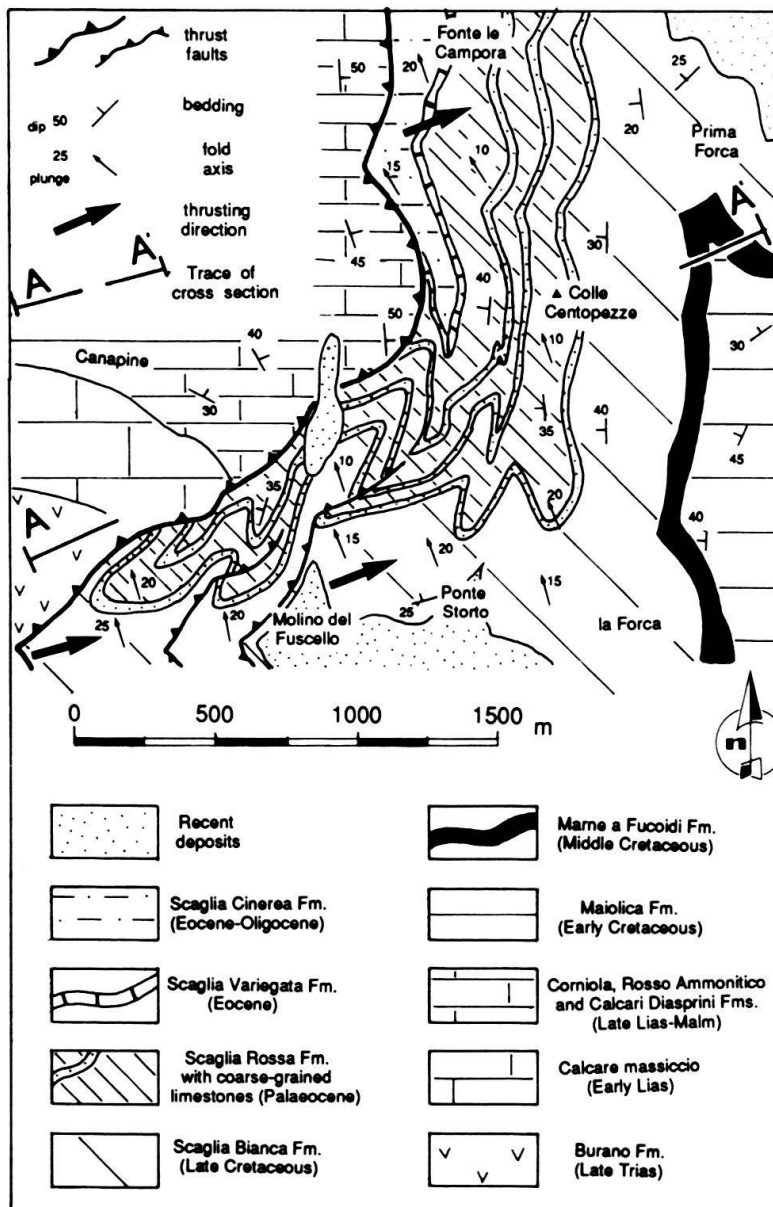 thrust
faults
dip 50
bedding
25
plunge
fold
axis
thrusting
direction
A A'
Trace of
cross section
50
20
Fonte le
Campora
25
50
20
Prima
Forca
15
10
A'
45
30
40
Colle
Centopezze
50
10
30
40
Canapine
30
35
40
45
10
35
20
40
A
15
20
15
20
25
20
Molino del
Fuscello
25
Ponte
Storto
la Forca
0 500 1000 1500 m
n
Recent
deposits
Scaglia Cinerea Fm.
(Eocene-Oligocene)
Scaglia Variegata Fm.
(Eocene)
Scaglia Rossa Fm.
with coarse-grained
limestones (Palaeocene)
Scaglia Bianca Fm.
(Late Cretaceous)
Marne a Fucoidi Fm.
(Middle Cretaceous)
Maiolica Fm.
(Early Cretaceous)
Corniola, Rosso Ammonitico
and Calcari Diasprini Fms.
(Late Lias-Malm)
Calcare massiccio
(Early Lias)
Burano Fm.
(Late Trias)